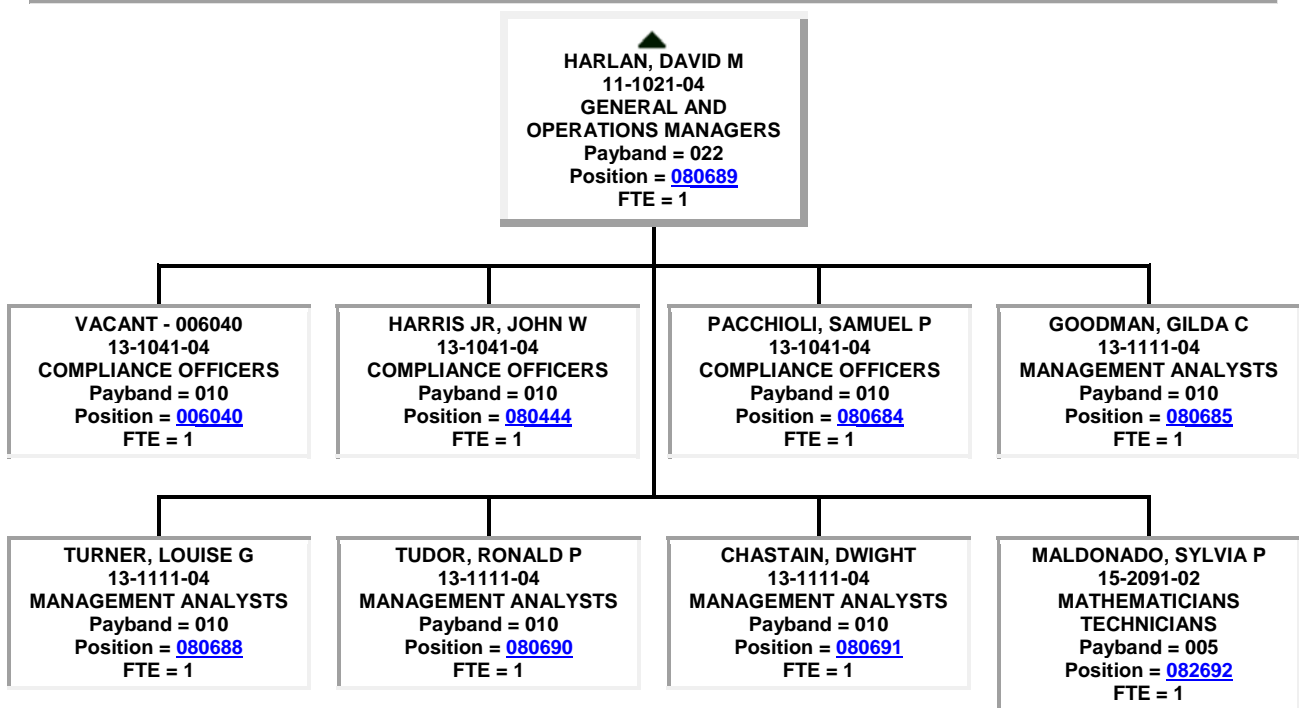 HARLAN, DAVID M
11-1021-04
GENERAL AND
OPERATIONS MANAGERS
Payband = 022
Position = 080689
FTE = 1
VACANT - 006040
13-1041-04
COMPLIANCE OFFICERS
Payband = 010
Position = 006040
FTE = 1
HARRIS JR, JOHN W
13-1041-04
COMPLIANCE OFFICERS
Payband = 010
Position = 080444
FTE = 1
PACCHIOLI, SAMUEL P
13-1041-04
COMPLIANCE OFFICERS
Payband = 010
Position = 080684
FTE = 1
GOODMAN, GILDA C
13-1111-04
MANAGEMENT ANALYSTS
Payband = 010
Position = 080685
FTE = 1
TURNER, LOUISE G
13-1111-04
MANAGEMENT ANALYSTS
Payband = 010
Position = 080688
FTE = 1
TUDOR, RONALD P
13-1111-04
MANAGEMENT ANALYSTS
Payband = 010
Position = 080690
FTE = 1
CHASTAIN, DWIGHT
13-1111-04
MANAGEMENT ANALYSTS
Payband = 010
Position = 080691
FTE = 1
MALDONADO, SYLVIA P
15-2091-02
MATHEMATICIANS
TECHNICIANS
Payband = 005
Position = 082692
FTE = 1